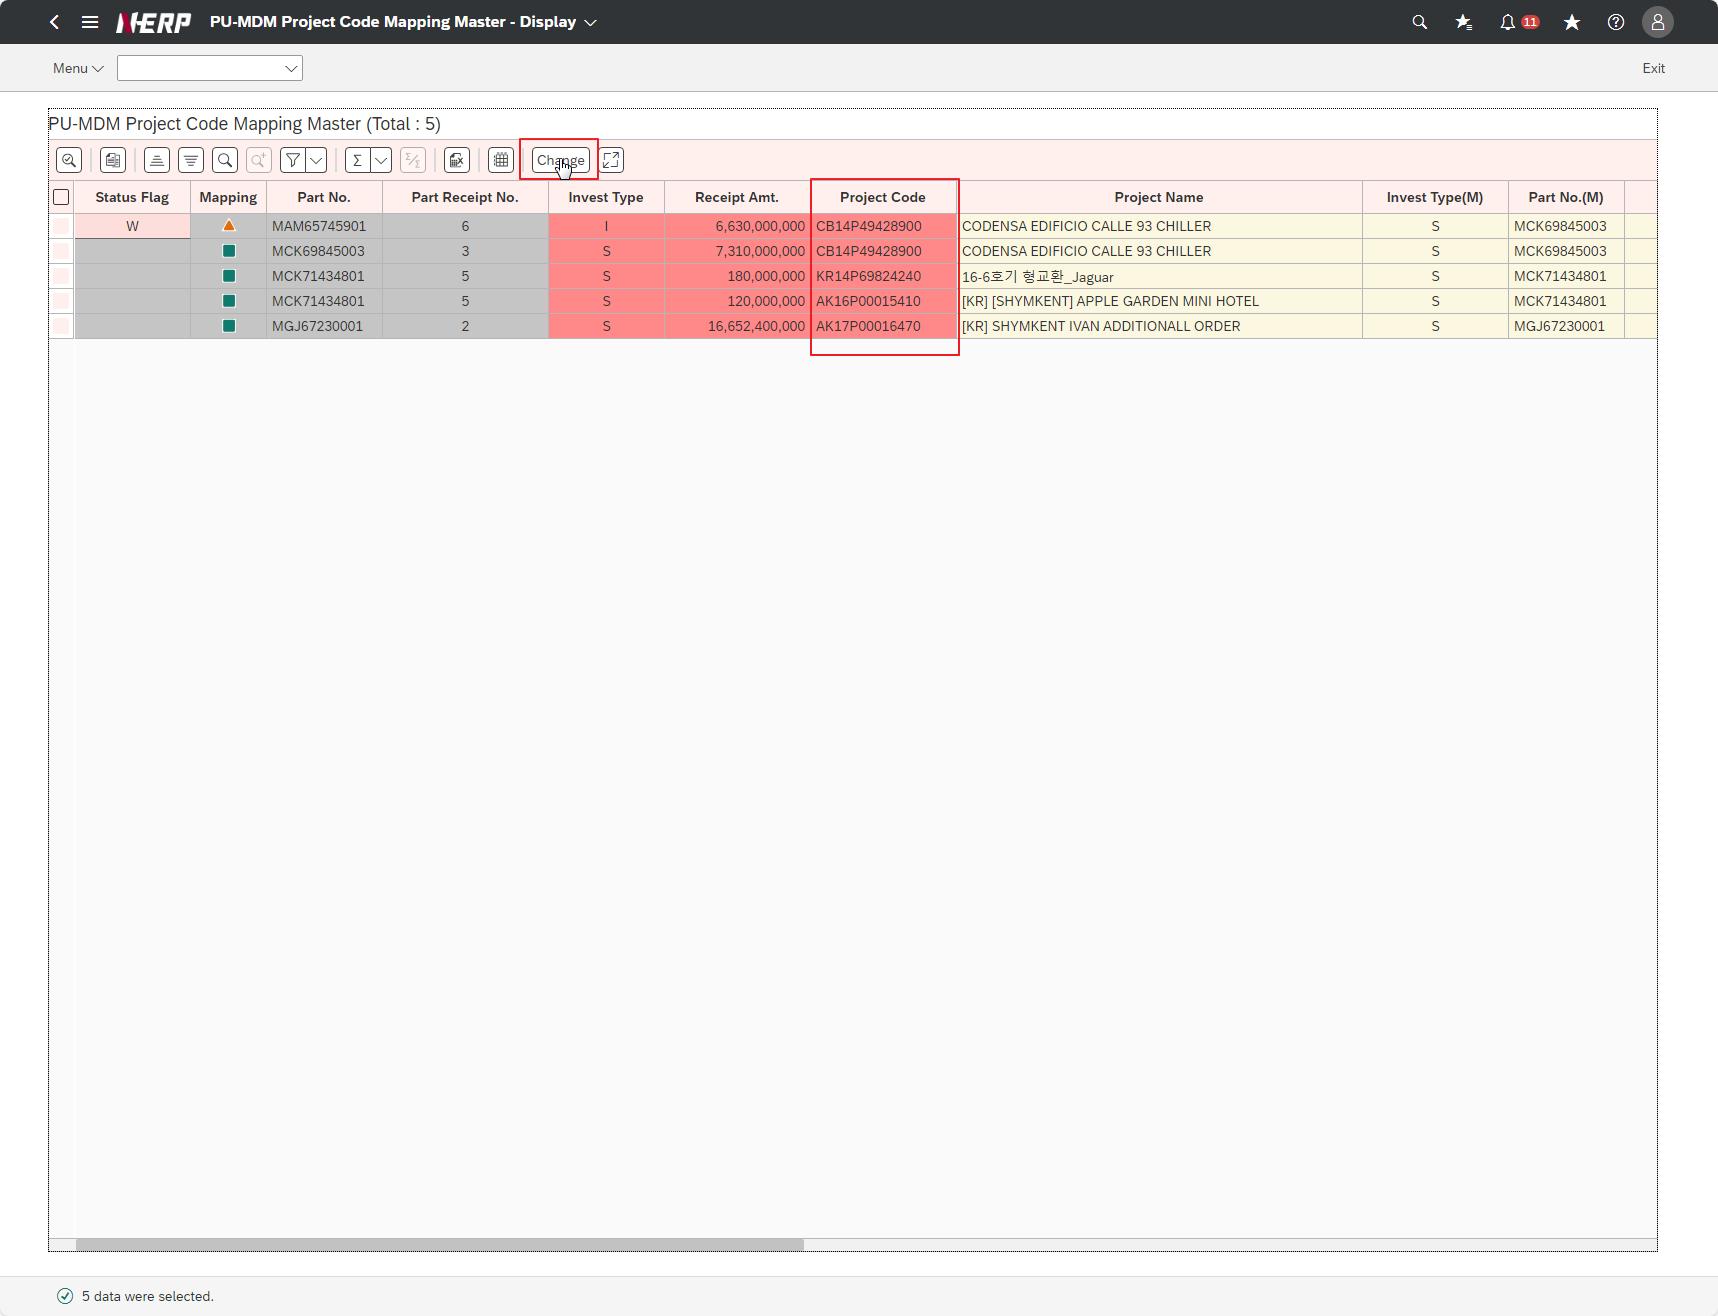 NERP PU-MDM Project Code Mapping Master - Display 11
Menu Exit
PU-MDM Project Code Mapping Master (Total : 5)
Change
Status Flag Mapping Part No. Part Receipt No. Invest Type Receipt Amt. Project Code Project Name Invest Type(M) Part No.(M)
W MAM65745901 6 I 6,630,000,000 CB14P49428900 CODENSA EDIFICIO CALLE 93 CHILLER S MCK69845003
MCK69845003 3 S 7,310,000,000 CB14P49428900 CODENSA EDIFICIO CALLE 93 CHILLER S MCK69845003
MCK71434801 5 S 180,000,000 KR14P69824240 16-6호기 형교환_Jaguar S MCK71434801
MCK71434801 5 S 120,000,000 AK16P00015410 [KR] [SHYMKENT] APPLE GARDEN MINI HOTEL S MCK71434801
MGJ67230001 2 S 16,652,400,000 AK17P00016470 [KR] SHYMKENT IVAN ADDITIONALL ORDER S MGJ67230001
5 data were selected.